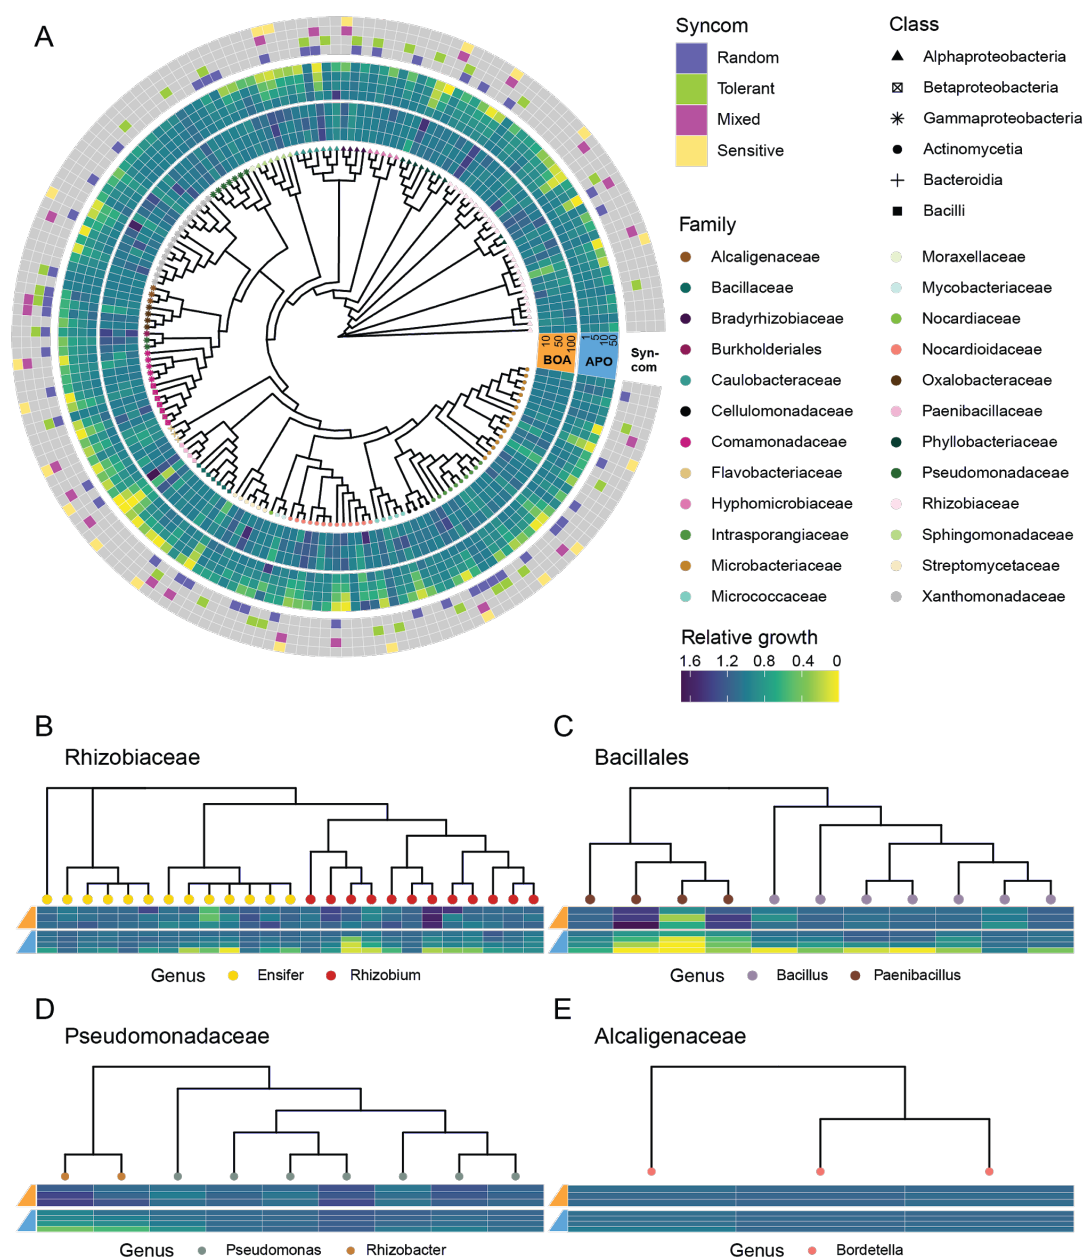 A
Syncom
Random
Tolerant
Mixed
Sensitive
Class
Alphaproteobacteria
Betaproteobacteria
Gammaproteobacteria
Actinomycetia
Bacteroidia
Bacilli
Family
Alcaligenaceae
Bacillaceae
Bradyrhizobiaceae
Burkholderiales
Caulobacteraceae
Cellulomonadaceae
Comamonadaceae
Flavobacteriaceae
Hyphomicrobiaceae
Intrasporangiaceae
Microbacteriaceae
Micrococcaceae
Moraxellaceae
Mycobacteriaceae
Nocardiaceae
Nocardioidaceae
Oxalobacteraceae
Paenibacillaceae
Phyllobacteriaceae
Pseudomonadaceae
Rhizobiaceae
Sphingomonadaceae
Streptomycetaceae
Xanthomonadaceae
10 50 100
BOA
1 5 10 50
APO
Syn-
com
Relative growth
1.6 1.2 0.8 0.4 0
B
Rhizobiaceae
Genus Ensifer Rhizobium
C
Bacillales
Genus Bacillus Paenibacillus
D
Pseudomonadaceae
Genus Pseudomonas Rhizobacter
E
Alcaligenaceae
Genus Bordetella